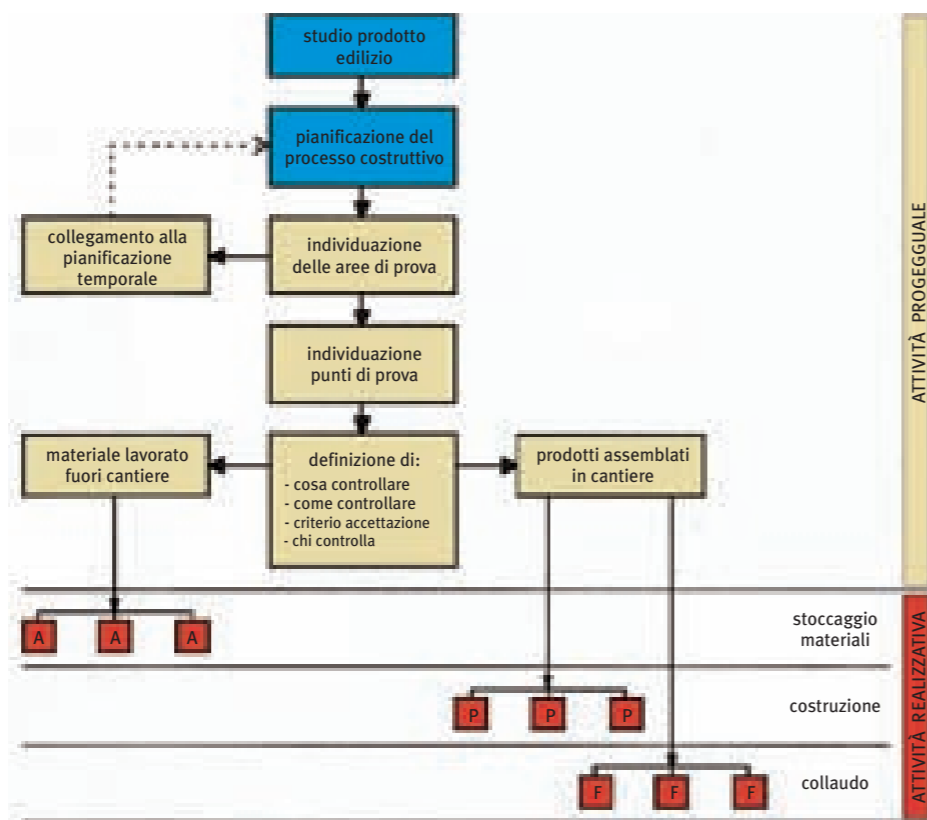 studio prodotto
edilizio
pianificazione del
processo costruttivo
collegamento alla
pianificazione
temporale
individuazione
delle aree di prova
individuazione
punti di prova
materiale lavorato
fuori cantiere
definizione di:
- cosa controllare
- come controllare
- criterio accettazione
- chi controlla
prodotti assemblati
in cantiere
ATTIVITÀ PROGEGGUALE
A A A
stoccaggio
materiali
P P P
costruzione
F F F
collaudo
ATTIVITÀ REALIZZATIVA